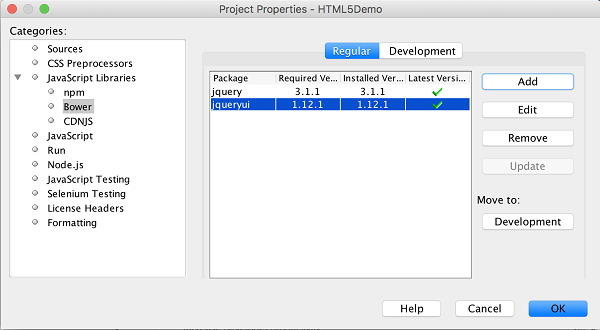 Project Properties - HTML5Demo
Categories:
Sources
CSS Preprocessors
JavaScript Libraries
npm
Bower
CDNJS
JavaScript
Run
Node.js
JavaScript Testing
Selenium Testing
License Headers
Formatting
Regular Development
Package Required Ve... Installed Ver... Latest Versi...
jquery 3.1.1 3.1.1
jqueryui 1.12.1 1.12.1
Add
Edit
Remove
Update
Move to:
Development
Help Cancel OK